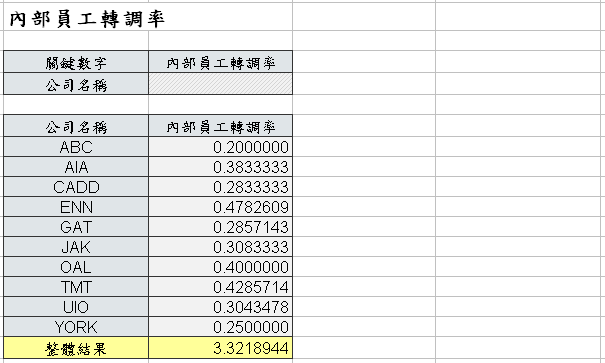 內部員工轉調率
關鍵數字 內部員工轉調率
公司名稱
公司名稱 內部員工轉調率
ABC 0.2000000
AIA 0.3833333
CADD 0.2833333
ENN 0.4782609
GAT 0.2857143
JAK 0.3083333
OAL 0.4000000
TMT 0.4285714
UIO 0.3043478
YORK 0.2500000
整體結果 3.3218944